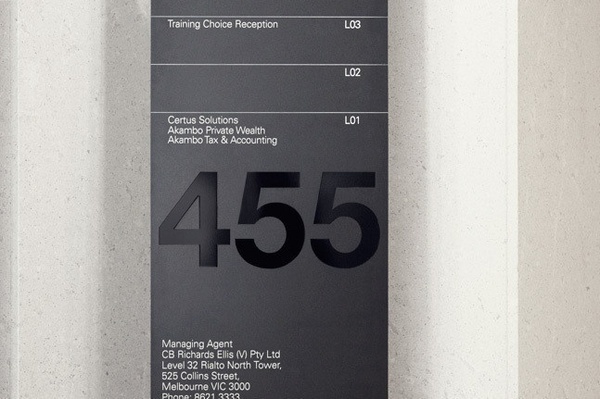 Training Choice Reception L03
L02
Certus Solutions L01
Akambo Private Wealth
Akambo Tax & Accounting
455
Managing Agent
CB Richards Ellis (V) Pty Ltd
Level 32 Rialto North Tower,
525 Collins Street,
Melbourne VIC 3000
Phone: 8621 3333